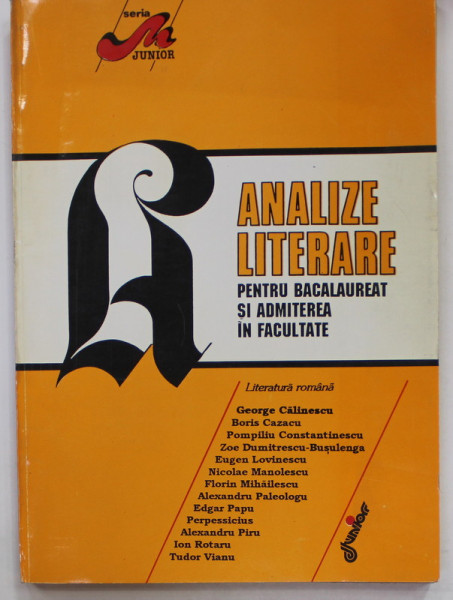 seria
JUNIOR
ANALIZE
LITERARE
PENTRU BACALAUREAT
ȘI ADMITEREA
ÎN FACULTATE
Literatură română
George Călinescu
Boris Cazacu
Pompiliu Constantinescu
Zoe Dumitrescu-Bușulenga
Eugen Lovinescu
Nicolae Manolescu
Florin Mihăilescu
Alexandru Paleologu
Edgar Papu
Perpessicius
Alexandru Piru
Ion Rotaru
Tudor Vianu
Junior